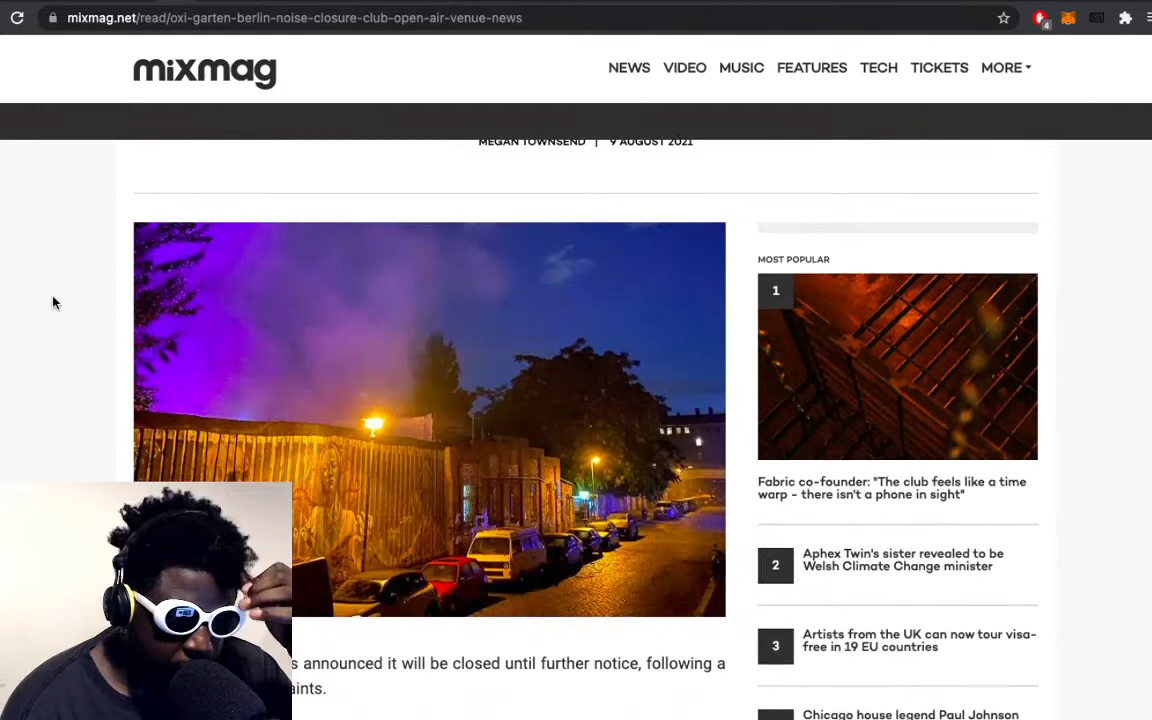 mixmag.net/read/oxi-garten-berlin-noise-closure-club-open-air-venue-news
4
mixmag
NEWS VIDEO MUSIC FEATURES TECH TICKETS MORE
MEGAN TOWNSEND | 9 AUGUST 2021
MOST POPULAR
1
Fabric co-founder: "The club feels like a time
warp - there isn't a phone in sight"
2
Aphex Twin's sister revealed to be
Welsh Climate Change minister
3
Artists from the UK can now tour visa-
free in 19 EU countries
Chicago house legend Paul Johnson
s announced it will be closed until further notice, following a
aints.